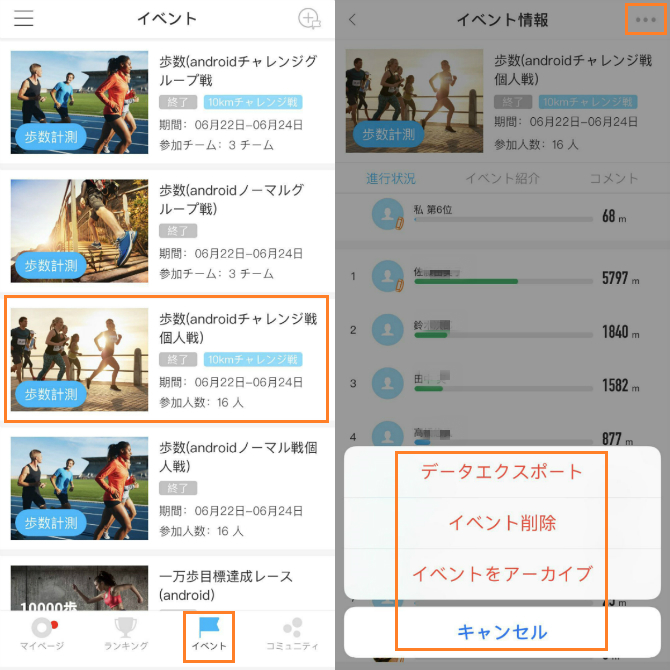 イベント
歩数(androidチャレンジグ
ループ戦)
終了 10kmチャレンジ戦
期間: 06月22日-06月24日
参加チーム: 3 チーム
歩数計測
歩数(androidノーマルグ
ループ戦)
終了
期間: 06月22日-06月24日
参加チーム: 3 チーム
歩数計測
歩数(androidチャレンジ戦
個人戦)
終了 10kmチャレンジ戦
期間: 06月22日-06月24日
参加人数: 16 人
歩数計測
歩数(androidノーマル戦個
人戦)
終了
期間: 06月22日-06月24日
参加人数: 16 人
歩数計測
一万歩目標達成レース
(android)
10000歩
マイページ ランキング イベント コミュニティ
イベント情報
歩数(androidチャレンジ戦
個人戦)
終了 10kmチャレンジ戦
期間: 06月22日-06月24日
参加人数: 16 人
歩数計測
進行状況 イベント紹介 コメント
私 第6位
68 m
1 佐 5797 m
2 鈴 1840 m
3 田 1582 m
4 高 877 m
データエクスポート
イベント削除
イベントをアーカイブ
キャンセル